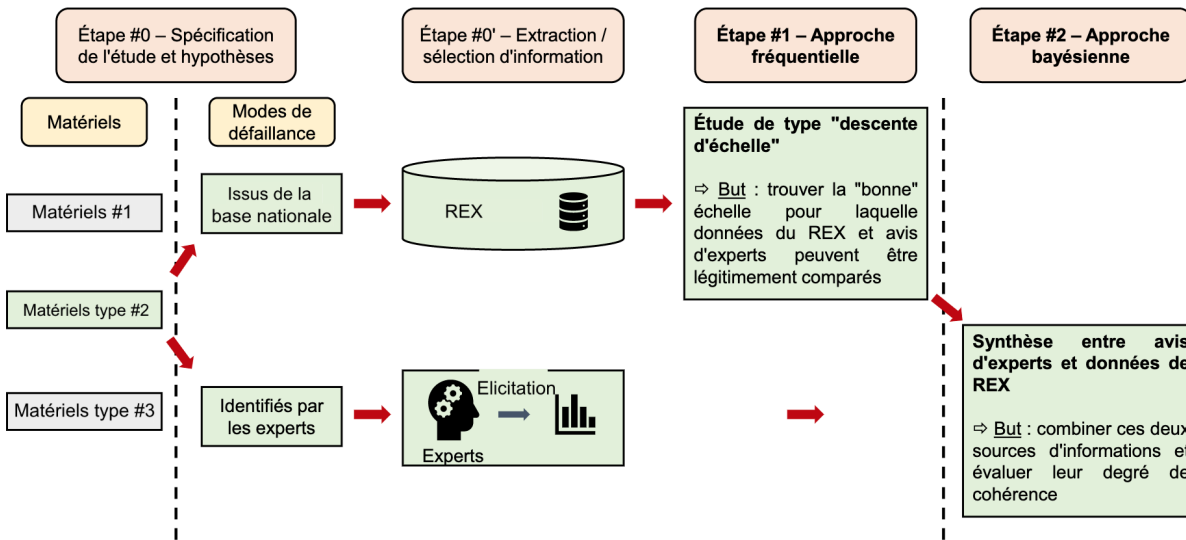 Étape #0 – Spécification
de l'étude et hypothèses
Étape #0' – Extraction /
sélection d'information
Étape #1 – Approche
fréquentielle
Étape #2 – Approche
bayésienne
Matériels
Modes de
défaillance
Matériels #1
Matériels type #2
Matériels type #3
Issus de la
base nationale
Identifiés par
les experts
REX
Elicitation
Experts
Étude de type "descente
d'échelle"
⇨ But : trouver la "bonne"
échelle pour laquelle
données du REX et avis
d'experts peuvent être
légitimement comparés
Synthèse entre avis
d'experts et données de
REX
⇨ But : combiner ces deux
sources d'informations et
évaluer leur degré de
cohérence